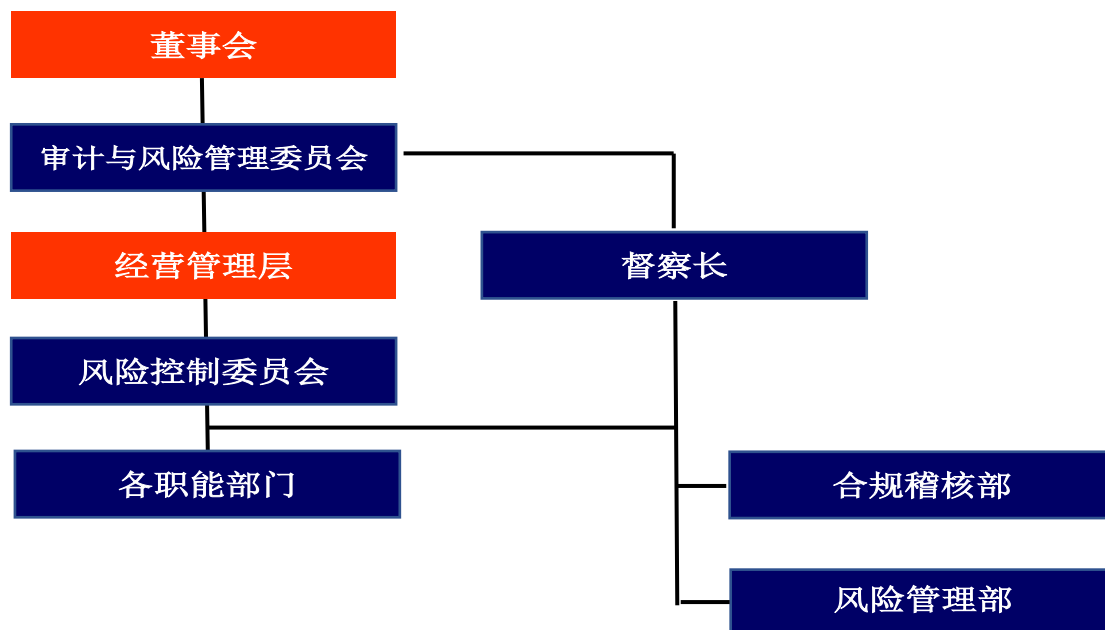 董事会
审计与风险管理委员会
经营管理层
督察长
风险控制委员会
各职能部门
合规稽核部
风险管理部